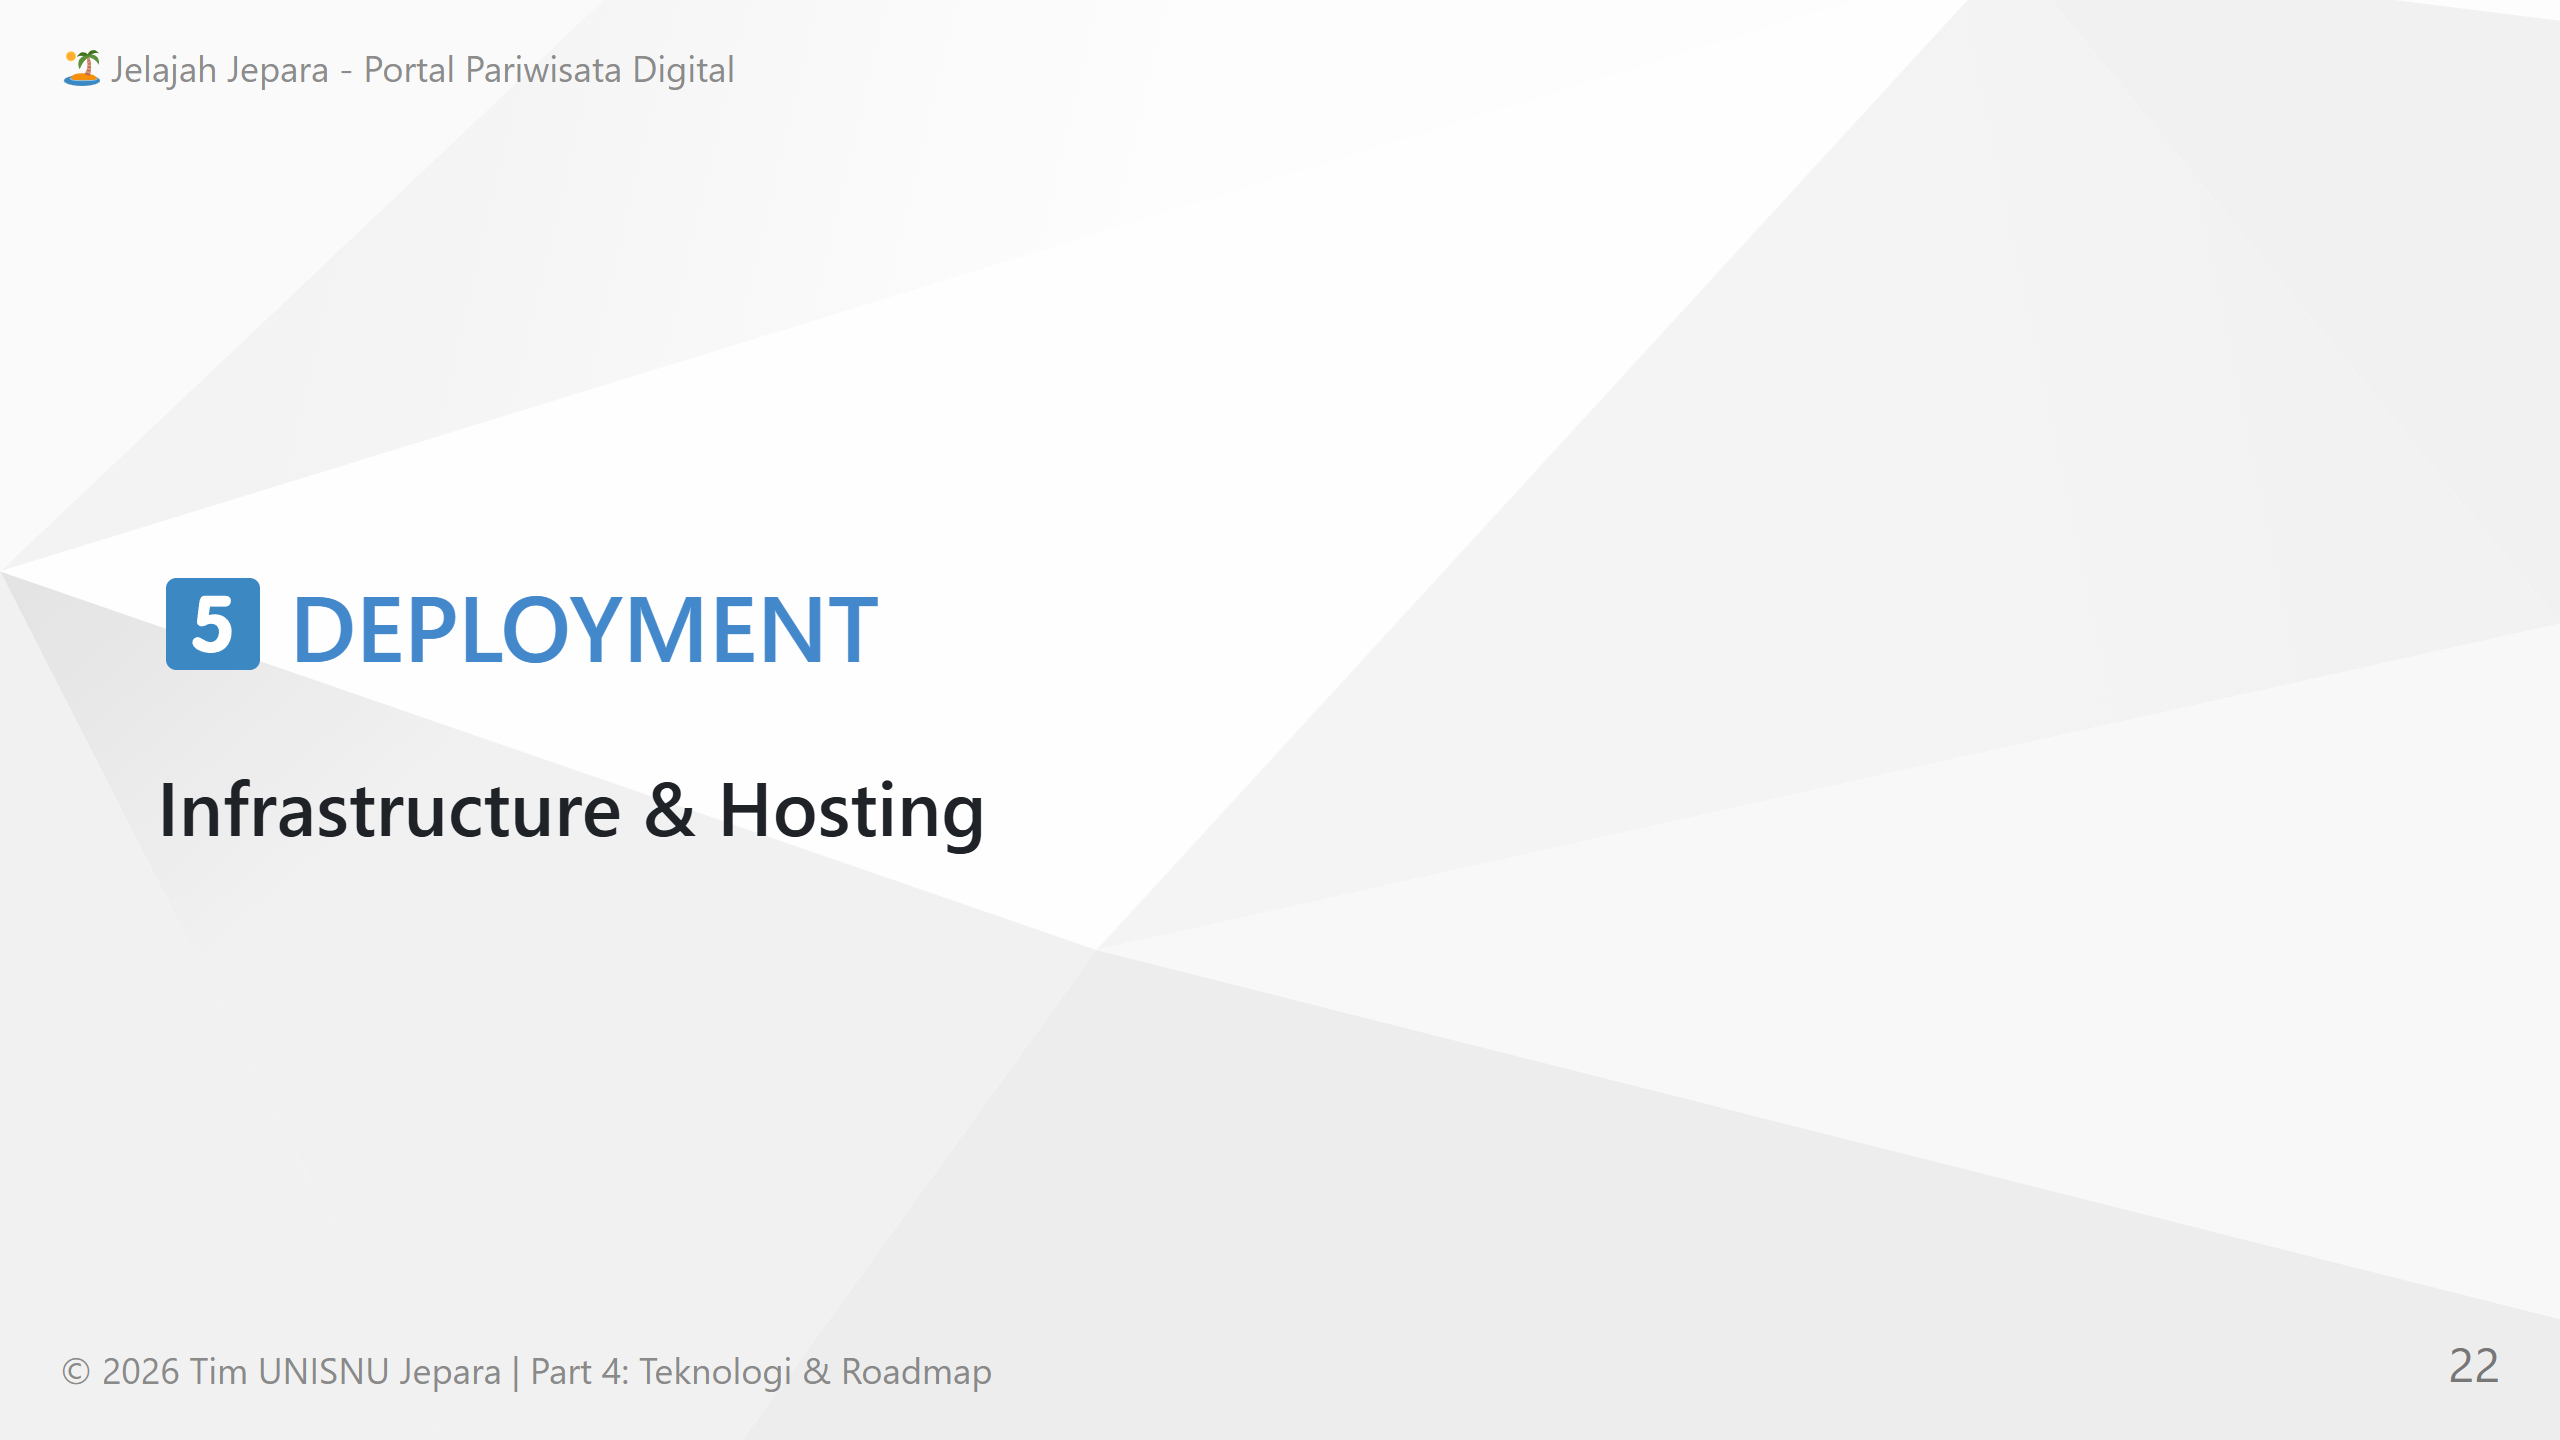 🏝️ Jelajah Jepara - Portal Pariwisata Digital
5️⃣ DEPLOYMENT
Infrastructure & Hosting
© 2026 Tim UNISNU Jepara | Part 4: Teknologi & Roadmap
22